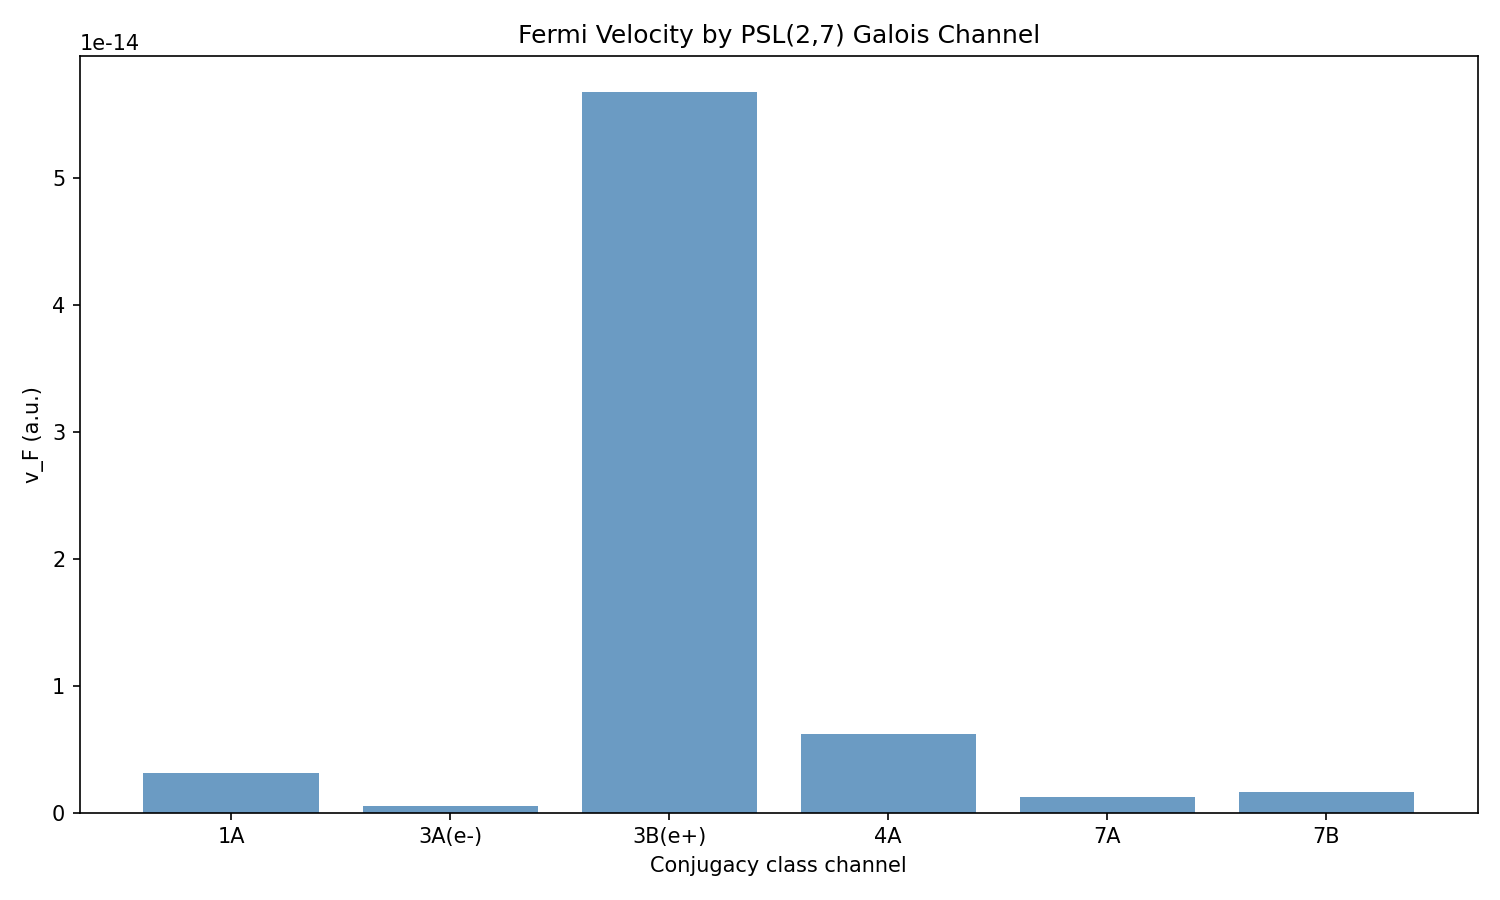 Fermi Velocity by PSL(2,7) Galois Channel
1e-14
5
4
3
2
1
0
v_F (a.u.)
1A 3A(e-) 3B(e+) 4A 7A 7B
Conjugacy class channel